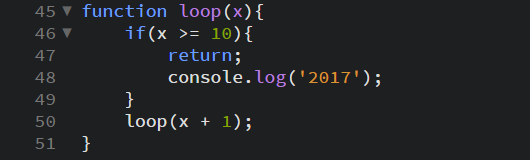 45 ▼ function loop(x){
46 ▼     if(x >= 10){
47           return;
48           console.log('2017');
49       }
50       loop(x + 1);
51   }